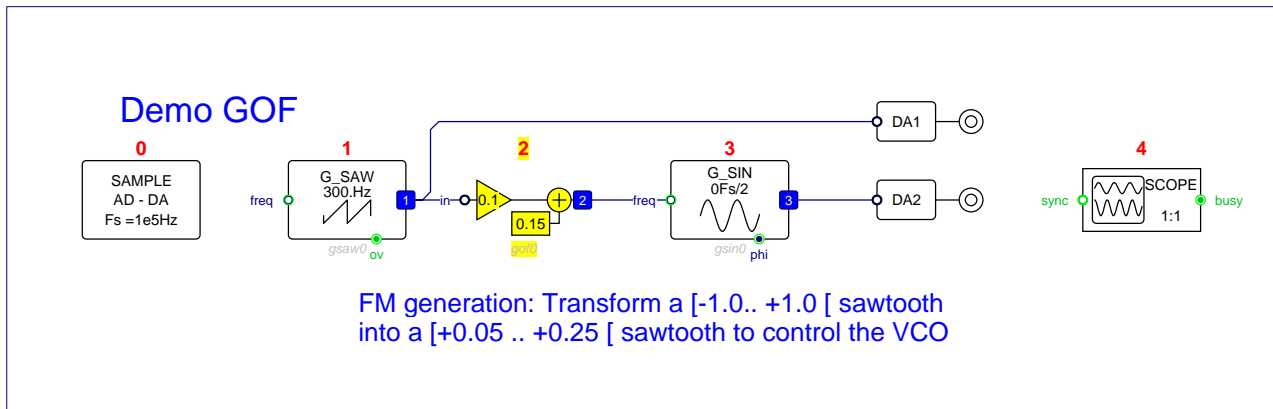 Demo GOF
0
SAMPLE
AD - DA
Fs =1e5Hz
1
freq
G_SAW
300.Hz
1
gsaw0
ov
2
in
0.1
+
2
0.15
gof0
3
freq
G_SIN
0Fs/2
3
gsin0
phi
DA1
DA2
4
sync
SCOPE
1:1
busy
FM generation: Transform a [-1.0.. +1.0 [ sawtooth
into a [+0.05 .. +0.25 [ sawtooth to control the VCO